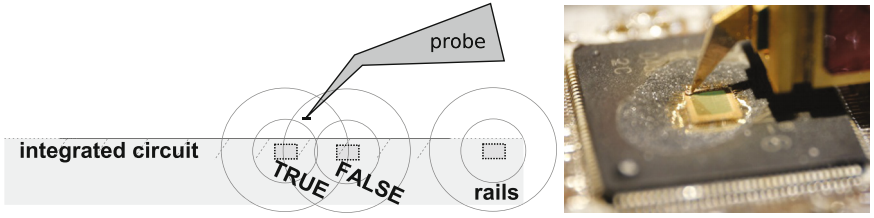 probe
integrated circuit
TRUE
FALSE
rails